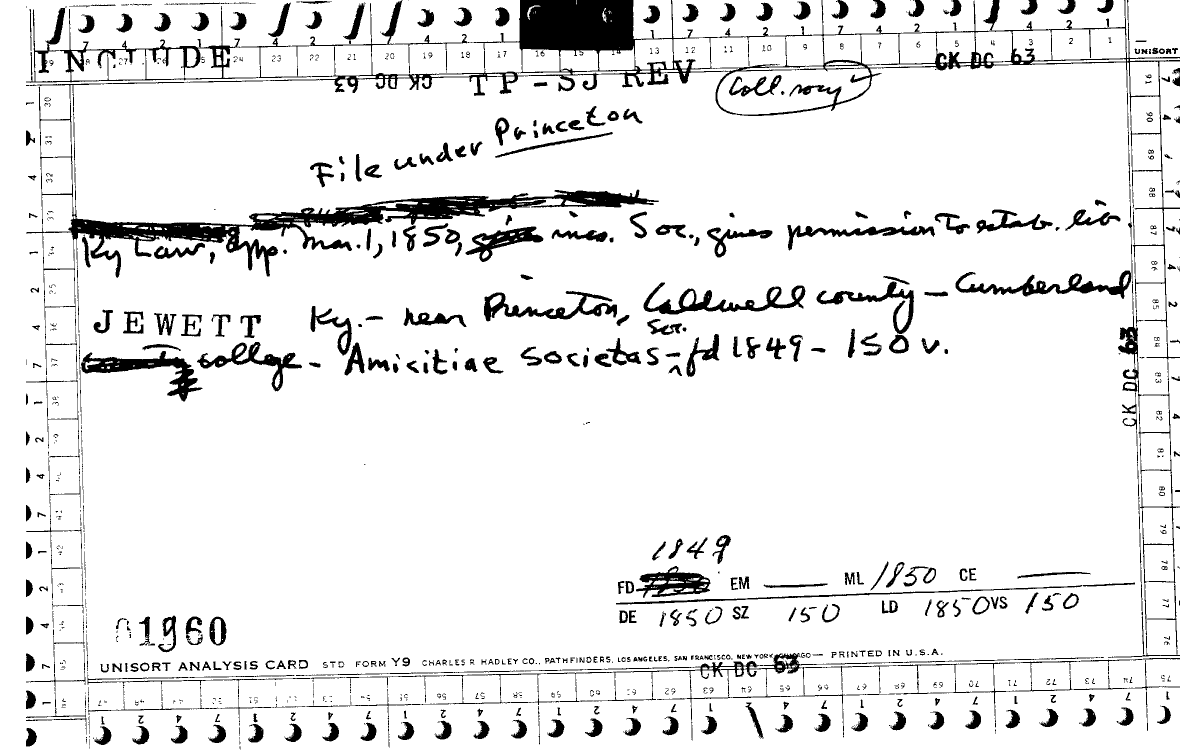 INCLUDE
CK DC 63
TP-SJ REV
Coll. socy
CK DC 63
UNISORT
File under Princeton
Ky Law, app. Mar. 1, 1850, incs. Soc., gives permission to estab. lib.
JEWETT Ky. - near Princeton, Caldwell county - Cumberland
college - Amicitiae Societas - Scr. fd 1849 - 150 v.
CK DC 63
1849
FD EM — ML 1850 CE —
DE 1850 SZ 150 LD 1850 VS 150
01960
UNISORT ANALYSIS CARD STD FORM Y9 CHARLES R HADLEY CO., PATHFINDERS, LOS ANGELES, SAN FRANCISCO, NEW YORK, CHICAGO — PRINTED IN U.S.A.
CK DC 63